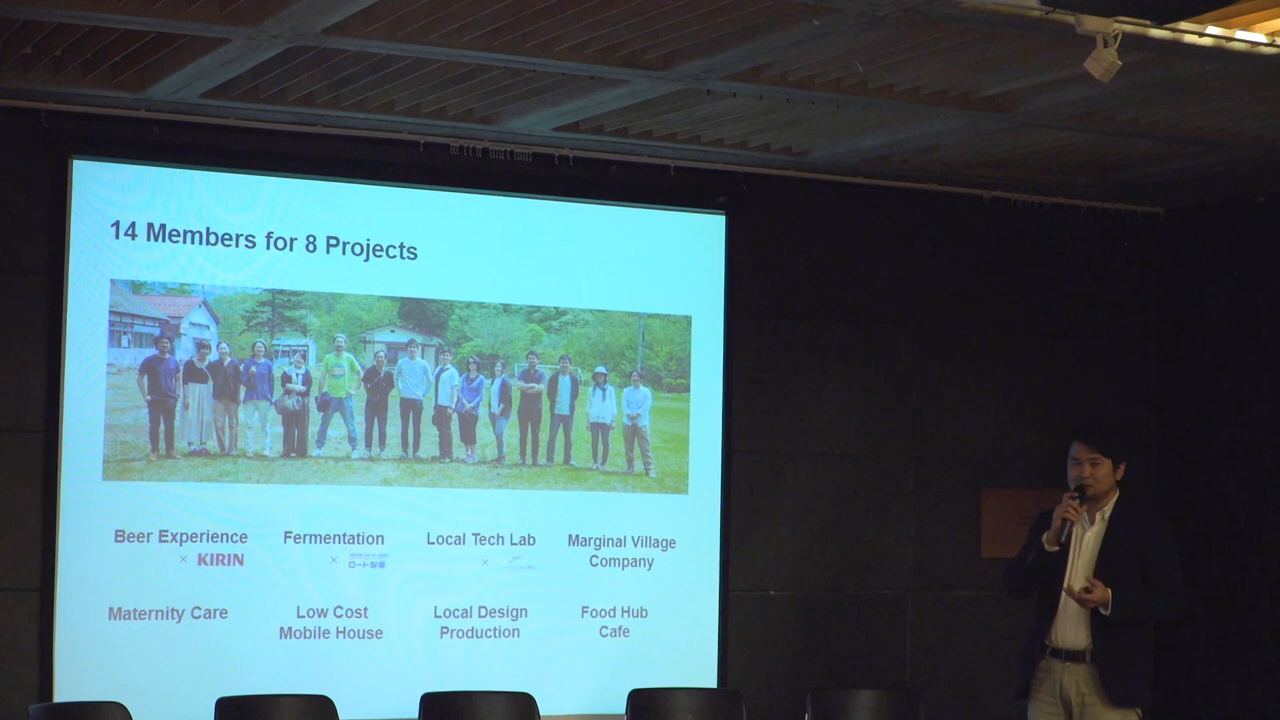 14 Members for 8 Projects
Beer Experience
× KIRIN
Fermentation
× ロート製薬
Local Tech Lab
×
Marginal Village
Company
Maternity Care
Low Cost
Mobile House
Local Design
Production
Food Hub
Cafe